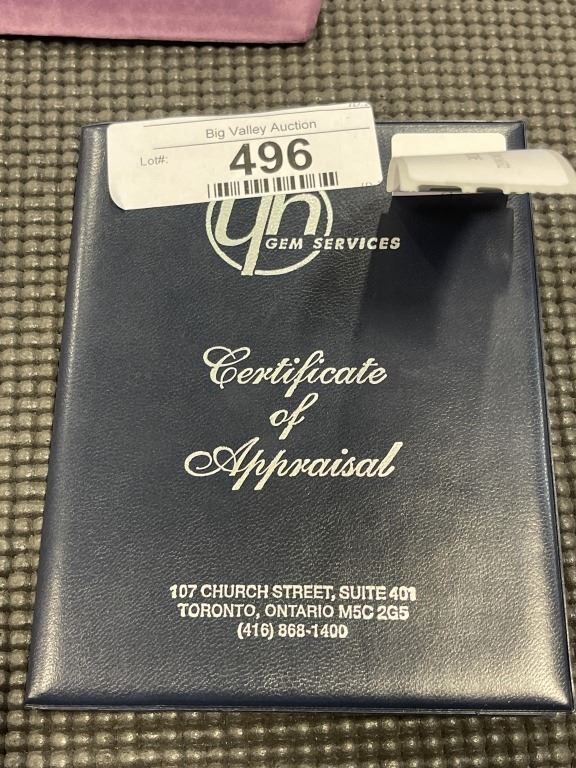 Big Valley Auction
Lot#:
496
GEM SERVICES
Certificate
of
Appraisal
107 CHURCH STREET, SUITE 401
TORONTO, ONTARIO M5C 2G5
(416) 868-1400